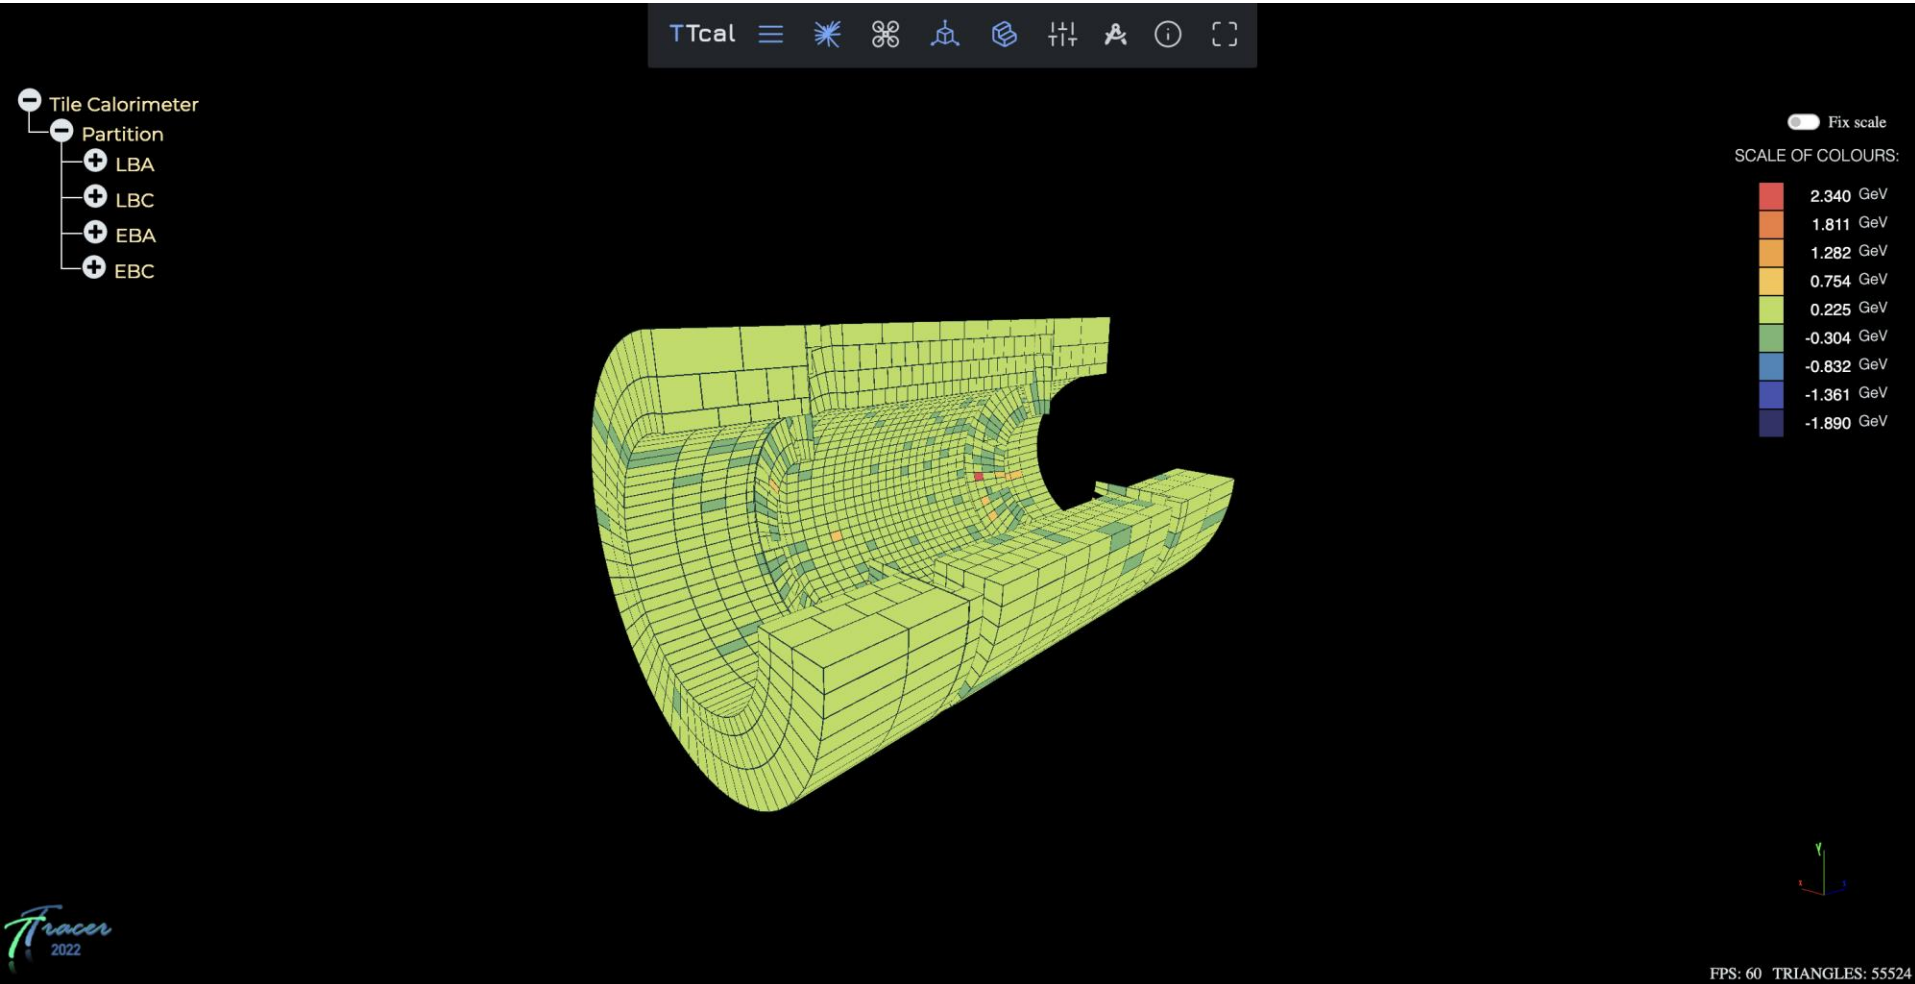 TTcal
Tile Calorimeter
Partition
LBA
LBC
EBA
EBC
Fix scale
SCALE OF COLOURS:
2.340 GeV
1.811 GeV
1.282 GeV
0.754 GeV
0.225 GeV
-0.304 GeV
-0.832 GeV
-1.361 GeV
-1.890 GeV
Y
TTracer
2022
FPS: 60 TRIANGLES: 55524